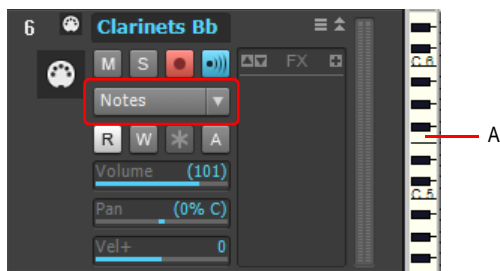 6 Clarinets Bb
M S FX
Notes
R W A
Volume (101)
Pan (0% C)
Vel+ 0
C 6
A
C 5